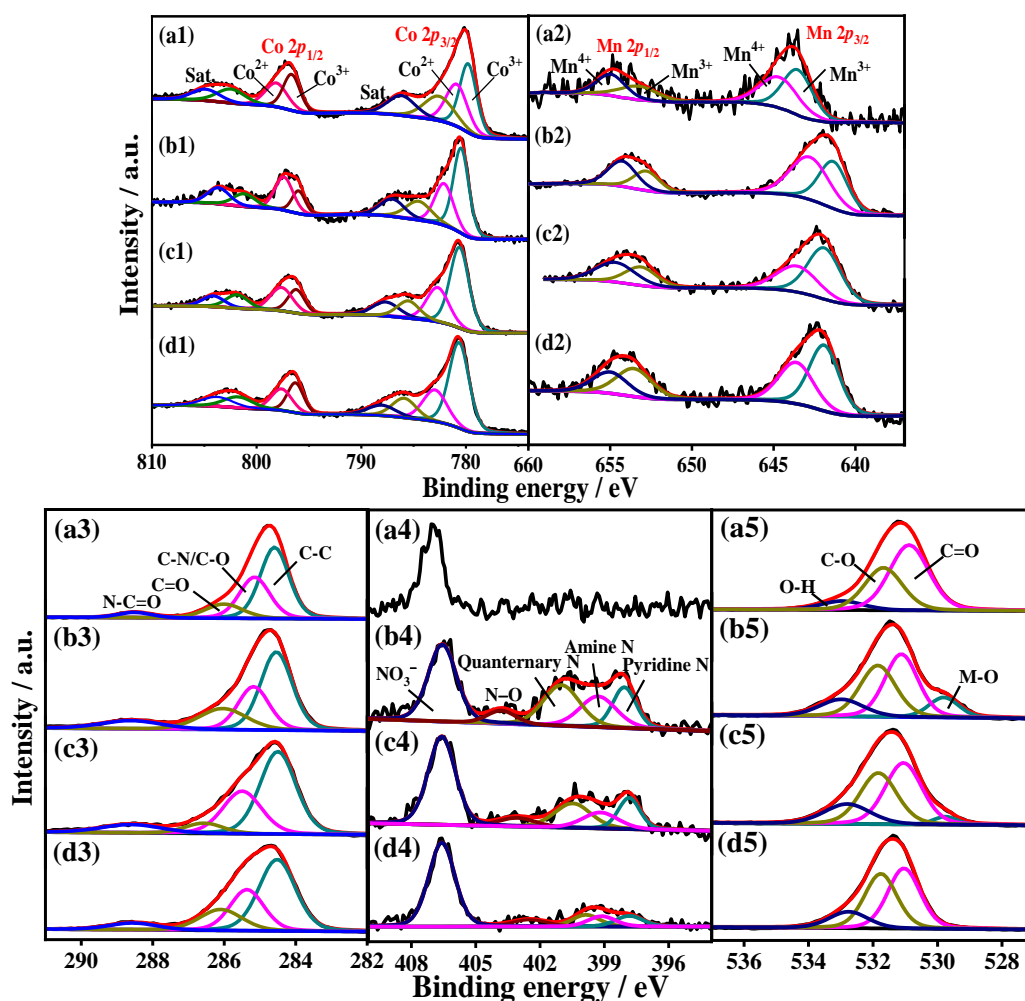 (a1)
Co 2p1/2
Co 2p3/2
Co2+
Co3+
Co2+
Co3+
Sat.
Sat.
(b1)
(c1)
(d1)
810 800 790 780
(a2)
Mn 2p1/2
Mn 2p3/2
Mn4+
Mn3+
Mn4+
Mn3+
(b2)
(c2)
(d2)
660 655 650 645 640
Intensity / a.u.
Binding energy / eV
(a3)
C-N/C-O
C-C
C=O
N-C=O
(b3)
(c3)
(d3)
290 288 286 284 282
(a4)
(b4)
Amine N
Quanternary N
Pyridine N
NO3−
N–O
(c4)
(d4)
408 405 402 399 396
(a5)
C-O
C=O
O-H
(b5)
M-O
(c5)
(d5)
536 534 532 530 528
Intensity / a.u.
Binding energy / eV